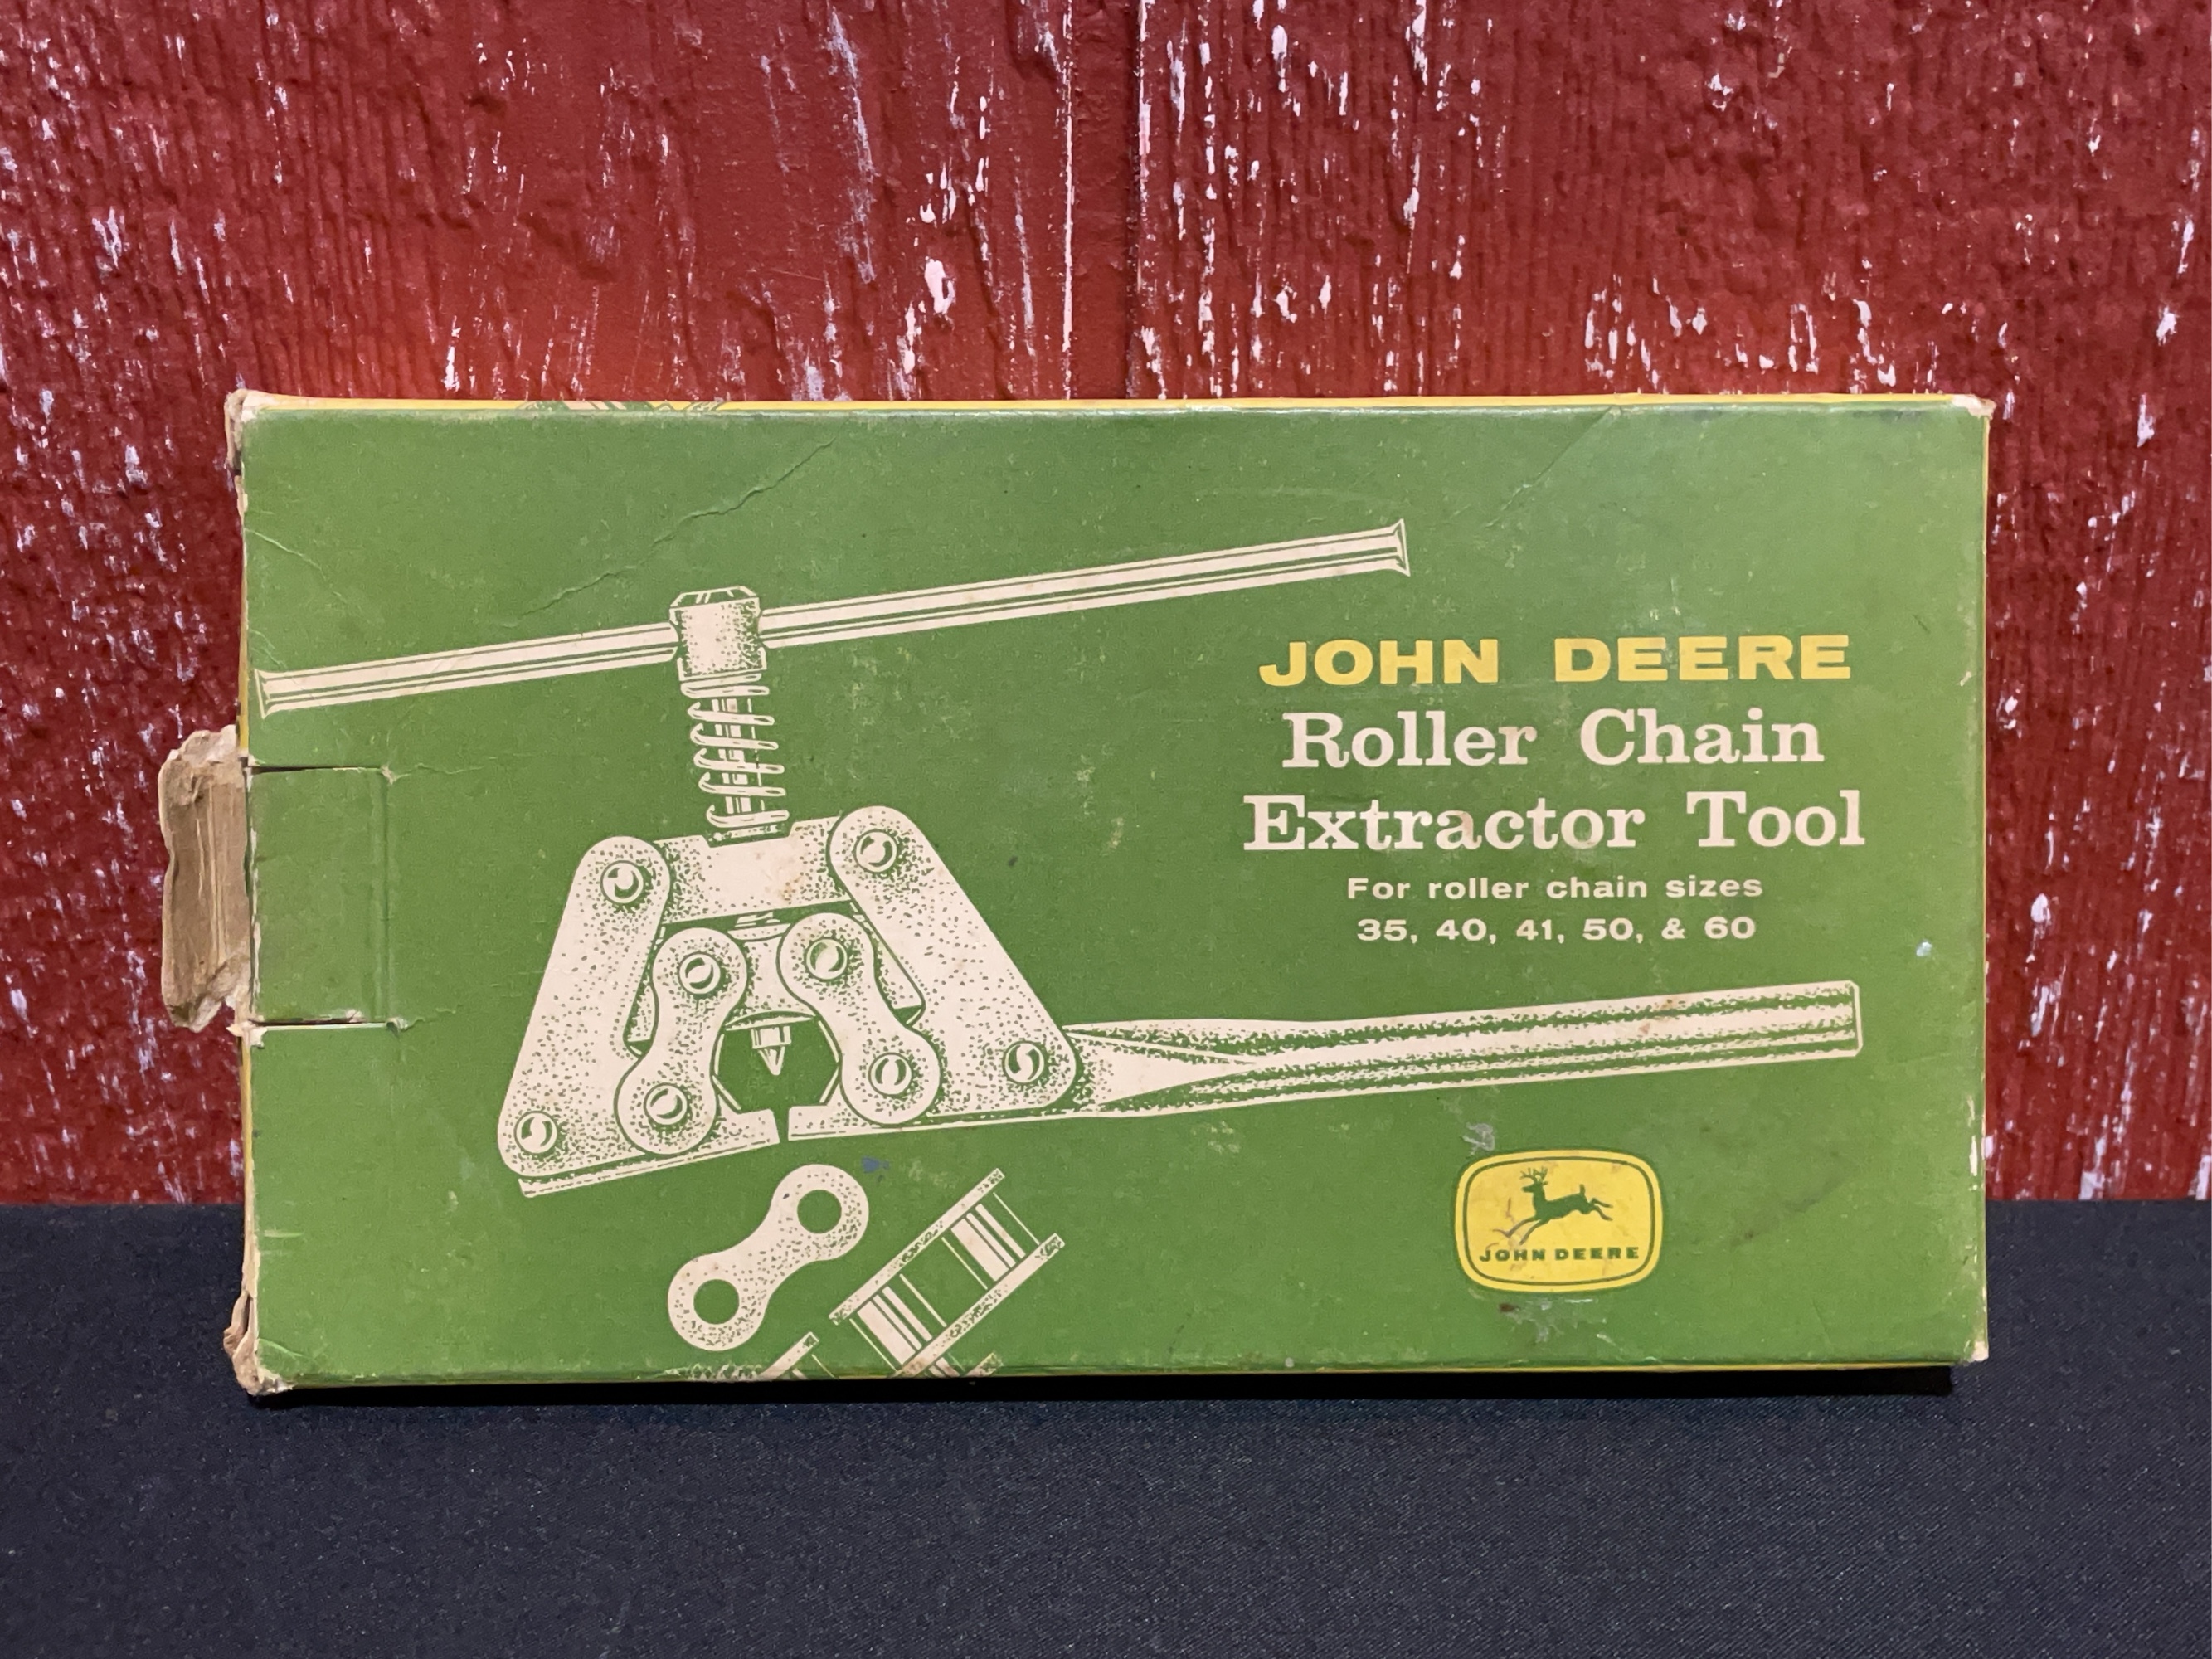 JOHN DEERE
Roller Chain
Extractor Tool
For roller chain sizes
35, 40, 41, 50, & 60
JOHN DEERE